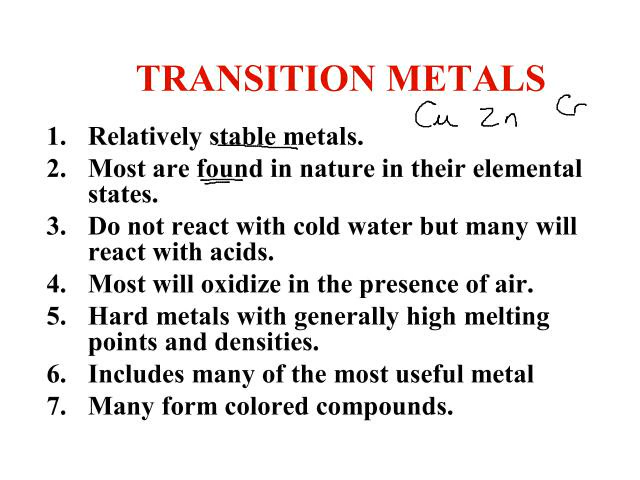 TRANSITION METALS
Cu Zn Cr
1. Relatively stable metals.
2. Most are found in nature in their elemental
states.
3. Do not react with cold water but many will
react with acids.
4. Most will oxidize in the presence of air.
5. Hard metals with generally high melting
points and densities.
6. Includes many of the most useful metal
7. Many form colored compounds.